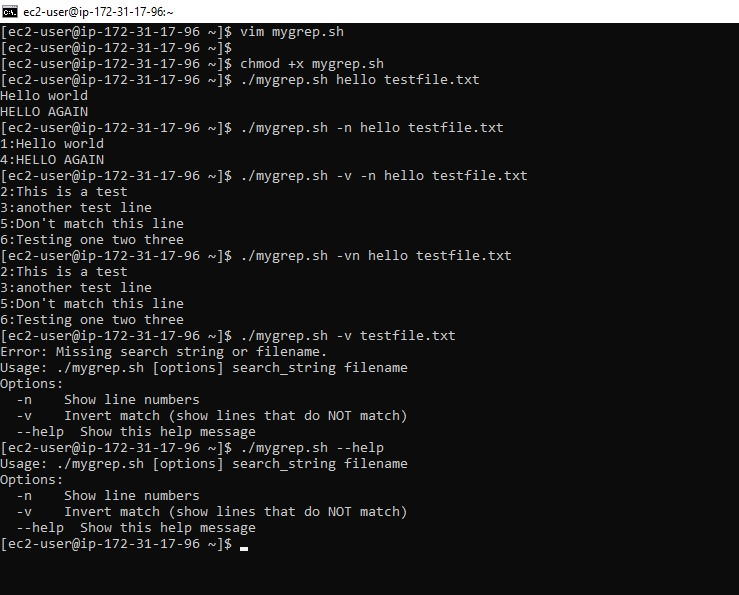 ec2-user@ip-172-31-17-96:~
[ec2-user@ip-172-31-17-96 ~]$ vim mygrep.sh
[ec2-user@ip-172-31-17-96 ~]$
[ec2-user@ip-172-31-17-96 ~]$ chmod +x mygrep.sh
[ec2-user@ip-172-31-17-96 ~]$ ./mygrep.sh hello testfile.txt
Hello world
HELLO AGAIN
[ec2-user@ip-172-31-17-96 ~]$ ./mygrep.sh -n hello testfile.txt
1:Hello world
4:HELLO AGAIN
[ec2-user@ip-172-31-17-96 ~]$ ./mygrep.sh -v -n hello testfile.txt
2:This is a test
3:another test line
5:Don't match this line
6:Testing one two three
[ec2-user@ip-172-31-17-96 ~]$ ./mygrep.sh -vn hello testfile.txt
2:This is a test
3:another test line
5:Don't match this line
6:Testing one two three
[ec2-user@ip-172-31-17-96 ~]$ ./mygrep.sh -v testfile.txt
Error: Missing search string or filename.
Usage: ./mygrep.sh [options] search_string filename
Options:
  -n    Show line numbers
  -v    Invert match (show lines that do NOT match)
  --help  Show this help message
[ec2-user@ip-172-31-17-96 ~]$ ./mygrep.sh --help
Usage: ./mygrep.sh [options] search_string filename
Options:
  -n    Show line numbers
  -v    Invert match (show lines that do NOT match)
  --help  Show this help message
[ec2-user@ip-172-31-17-96 ~]$